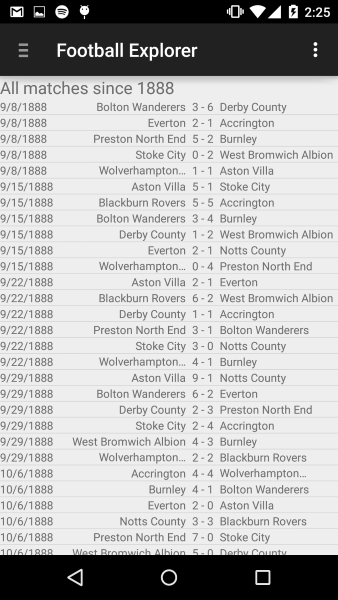 2:25
Football Explorer
All matches since 1888
9/8/1888 Bolton Wanderers 3 - 6 Derby County
9/8/1888 Everton 2 - 1 Accrington
9/8/1888 Preston North End 5 - 2 Burnley
9/8/1888 Stoke City 0 - 2 West Bromwich Albion
9/8/1888 Wolverhampton... 1 - 1 Aston Villa
9/15/1888 Aston Villa 5 - 1 Stoke City
9/15/1888 Blackburn Rovers 5 - 5 Accrington
9/15/1888 Bolton Wanderers 3 - 4 Burnley
9/15/1888 Derby County 1 - 2 West Bromwich Albion
9/15/1888 Everton 2 - 1 Notts County
9/15/1888 Wolverhampton... 0 - 4 Preston North End
9/22/1888 Aston Villa 2 - 1 Everton
9/22/1888 Blackburn Rovers 6 - 2 West Bromwich Albion
9/22/1888 Derby County 1 - 1 Accrington
9/22/1888 Preston North End 3 - 1 Bolton Wanderers
9/22/1888 Stoke City 3 - 0 Notts County
9/22/1888 Wolverhampton... 4 - 1 Burnley
9/29/1888 Aston Villa 9 - 1 Notts County
9/29/1888 Bolton Wanderers 6 - 2 Everton
9/29/1888 Derby County 2 - 3 Preston North End
9/29/1888 Stoke City 2 - 4 Accrington
9/29/1888 West Bromwich Albion 4 - 3 Burnley
9/29/1888 Wolverhampton... 2 - 2 Blackburn Rovers
10/6/1888 Accrington 4 - 4 Wolverhampton...
10/6/1888 Burnley 4 - 1 Bolton Wanderers
10/6/1888 Everton 2 - 0 Aston Villa
10/6/1888 Notts County 3 - 3 Blackburn Rovers
10/6/1888 Preston North End 7 - 0 Stoke City
10/6/1888 West Bromwich Albion 5 - 0 Derby County